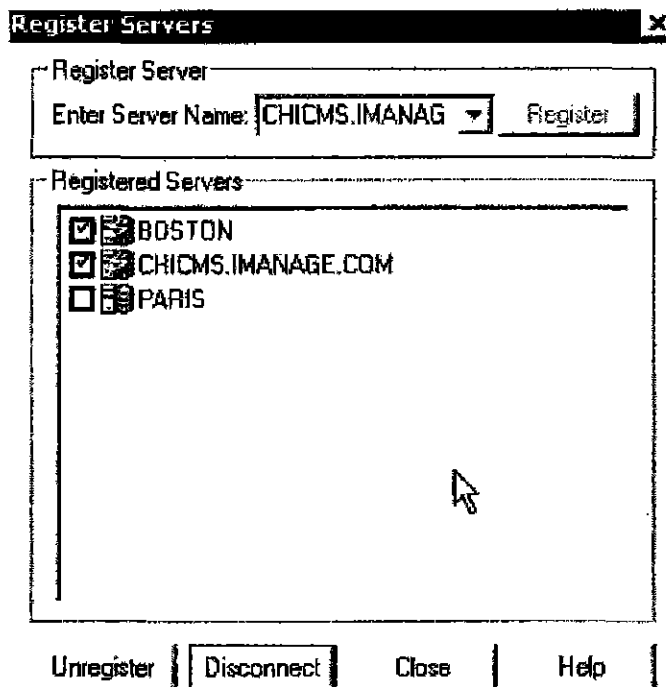 Register Servers
Register Server
Enter Server Name: CHICMS.IMANAG Register
Registered Servers
BOSTON
CHICMS.IMANAGE.COM
PARIS
Unregister Disconnect Close Help